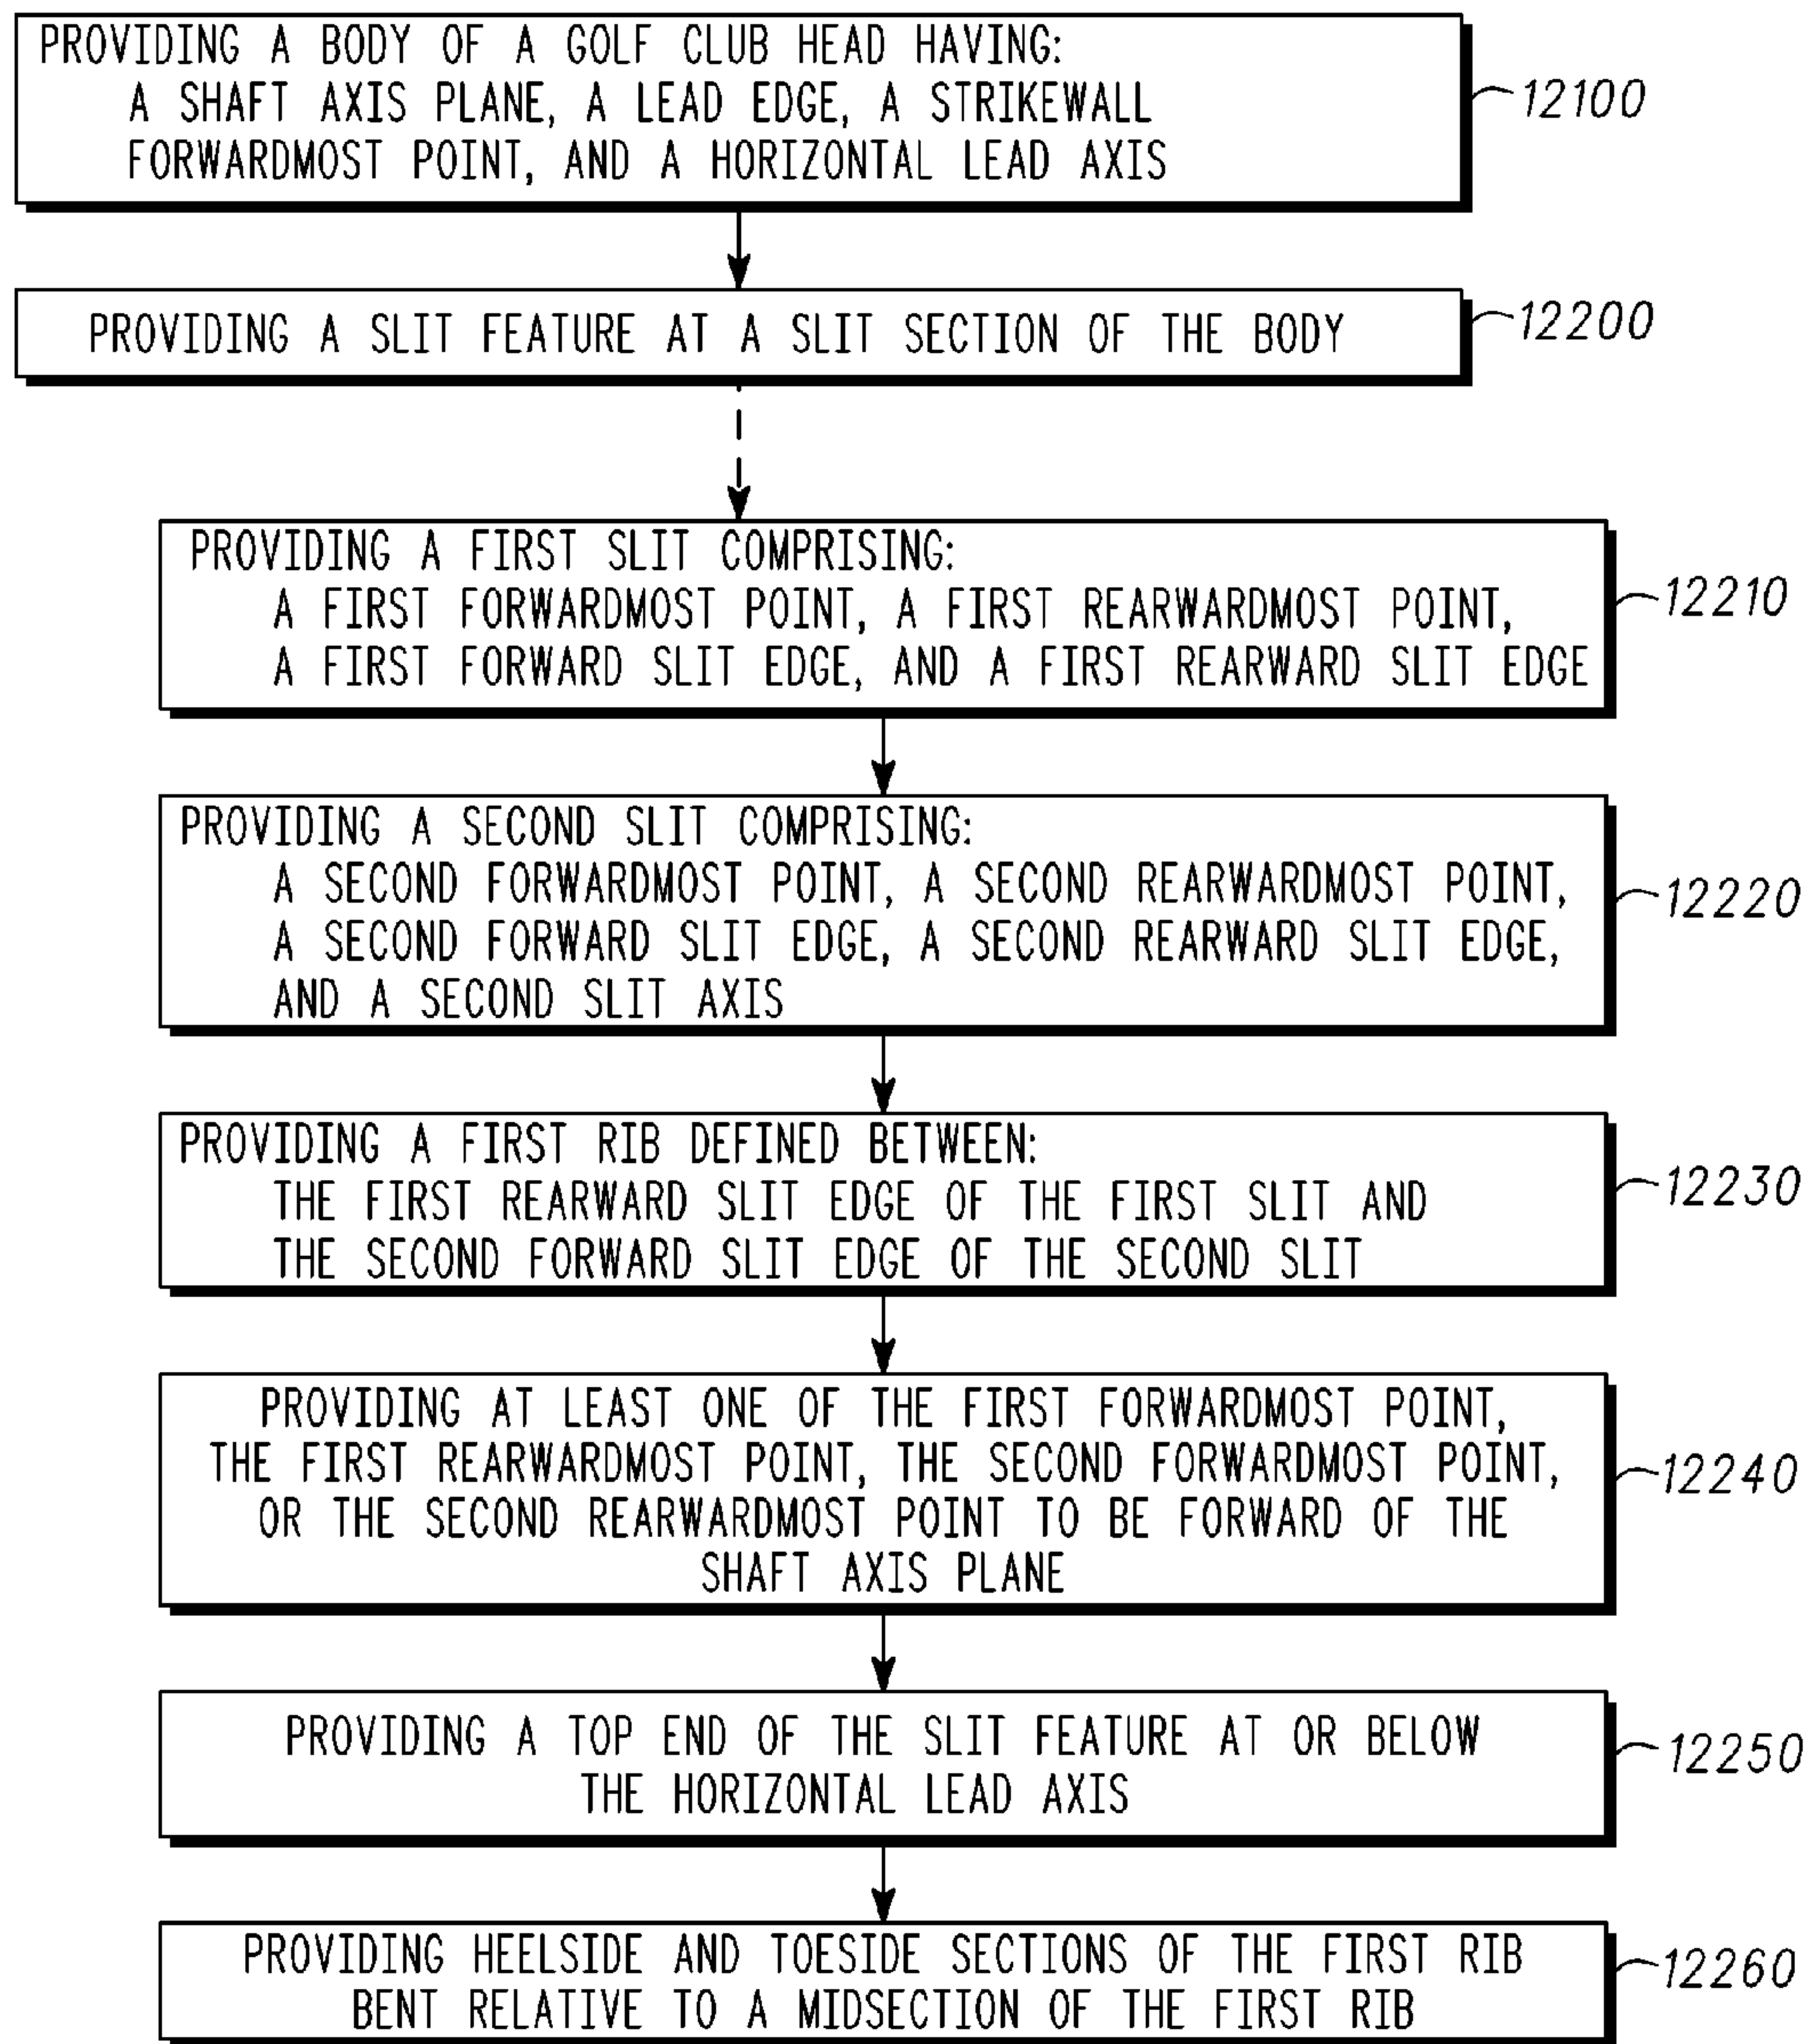 PROVIDING A BODY OF A GOLF CLUB HEAD HAVING:
A SHAFT AXIS PLANE, A LEAD EDGE, A STRIKEWALL
FORWARDMOST POINT, AND A HORIZONTAL LEAD AXIS
12100
PROVIDING A SLIT FEATURE AT A SLIT SECTION OF THE BODY
12200
PROVIDING A FIRST SLIT COMPRISING:
A FIRST FORWARDMOST POINT, A FIRST REARWARDMOST POINT,
A FIRST FORWARD SLIT EDGE, AND A FIRST REARWARD SLIT EDGE
12210
PROVIDING A SECOND SLIT COMPRISING:
A SECOND FORWARDMOST POINT, A SECOND REARWARDMOST POINT,
A SECOND FORWARD SLIT EDGE, A SECOND REARWARD SLIT EDGE,
AND A SECOND SLIT AXIS
12220
PROVIDING A FIRST RIB DEFINED BETWEEN:
THE FIRST REARWARD SLIT EDGE OF THE FIRST SLIT AND
THE SECOND FORWARD SLIT EDGE OF THE SECOND SLIT
12230
PROVIDING AT LEAST ONE OF THE FIRST FORWARDMOST POINT,
THE FIRST REARWARDMOST POINT, THE SECOND FORWARDMOST POINT,
OR THE SECOND REARWARDMOST POINT TO BE FORWARD OF THE
SHAFT AXIS PLANE
12240
PROVIDING A TOP END OF THE SLIT FEATURE AT OR BELOW
THE HORIZONTAL LEAD AXIS
12250
PROVIDING HEELSIDE AND TOESIDE SECTIONS OF THE FIRST RIB
BENT RELATIVE TO A MIDSECTION OF THE FIRST RIB
12260